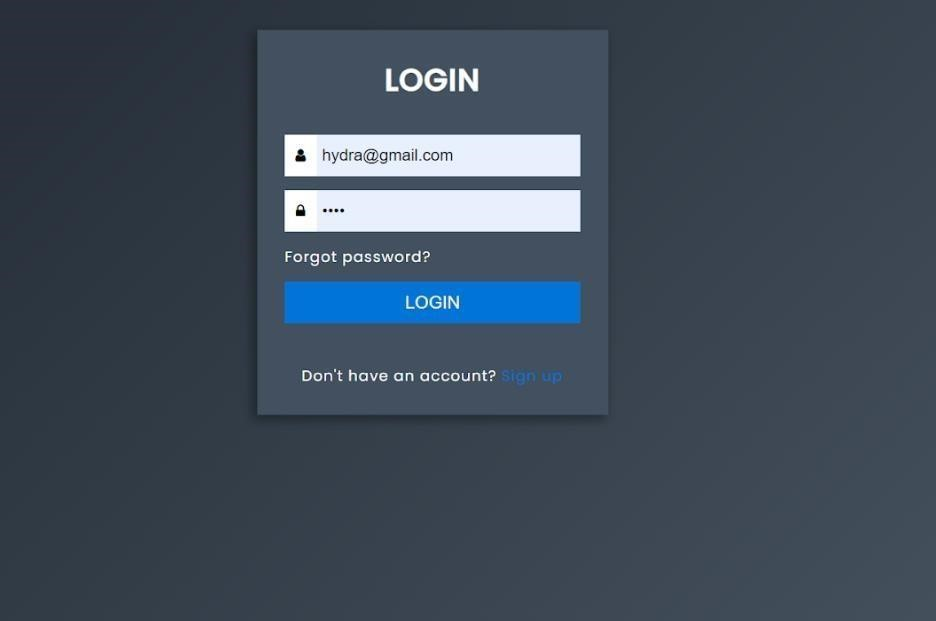 LOGIN
hydra@gmail.com
••••
Forgot password?
LOGIN
Don't have an account? Sign up